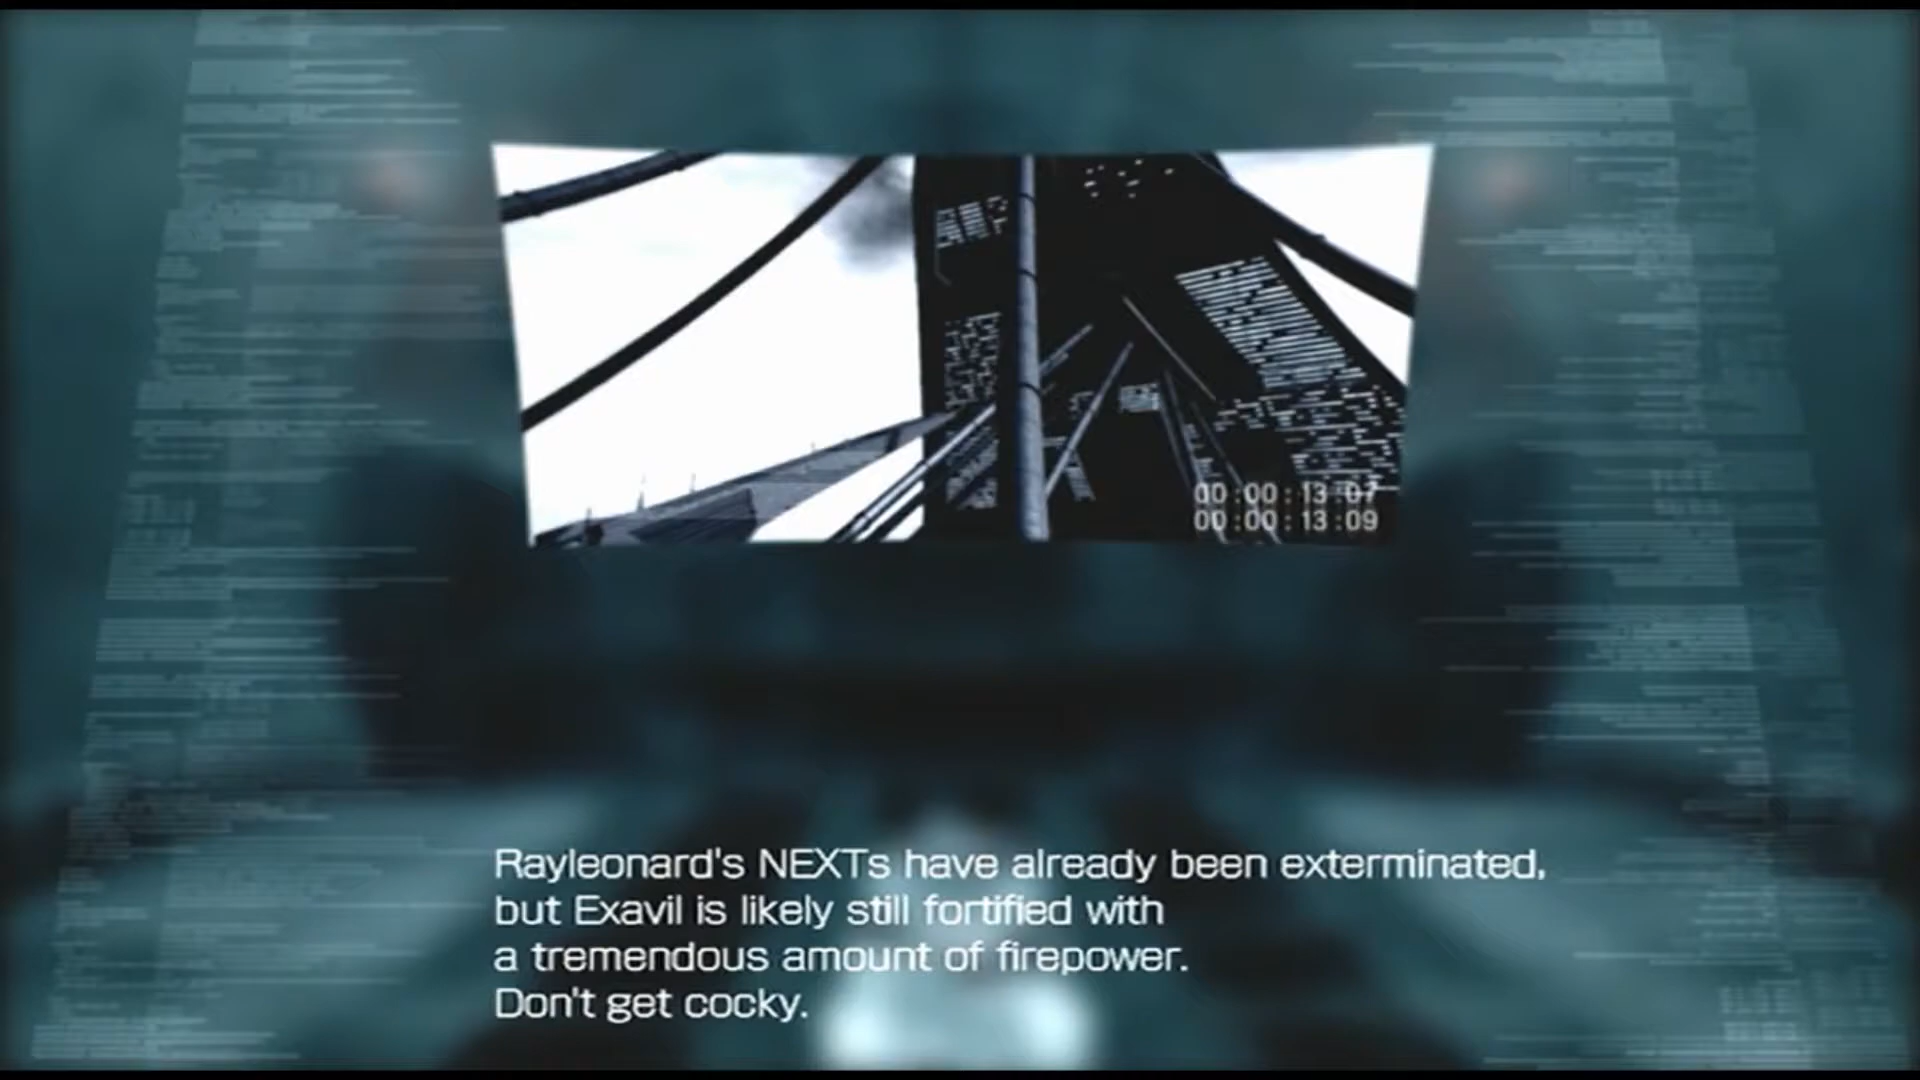 00:00:13:07
00:00:13:09
Rayleonard's NEXTs have already been exterminated,
but Exavil is likely still fortified with
a tremendous amount of firepower.
Don't get cocky.